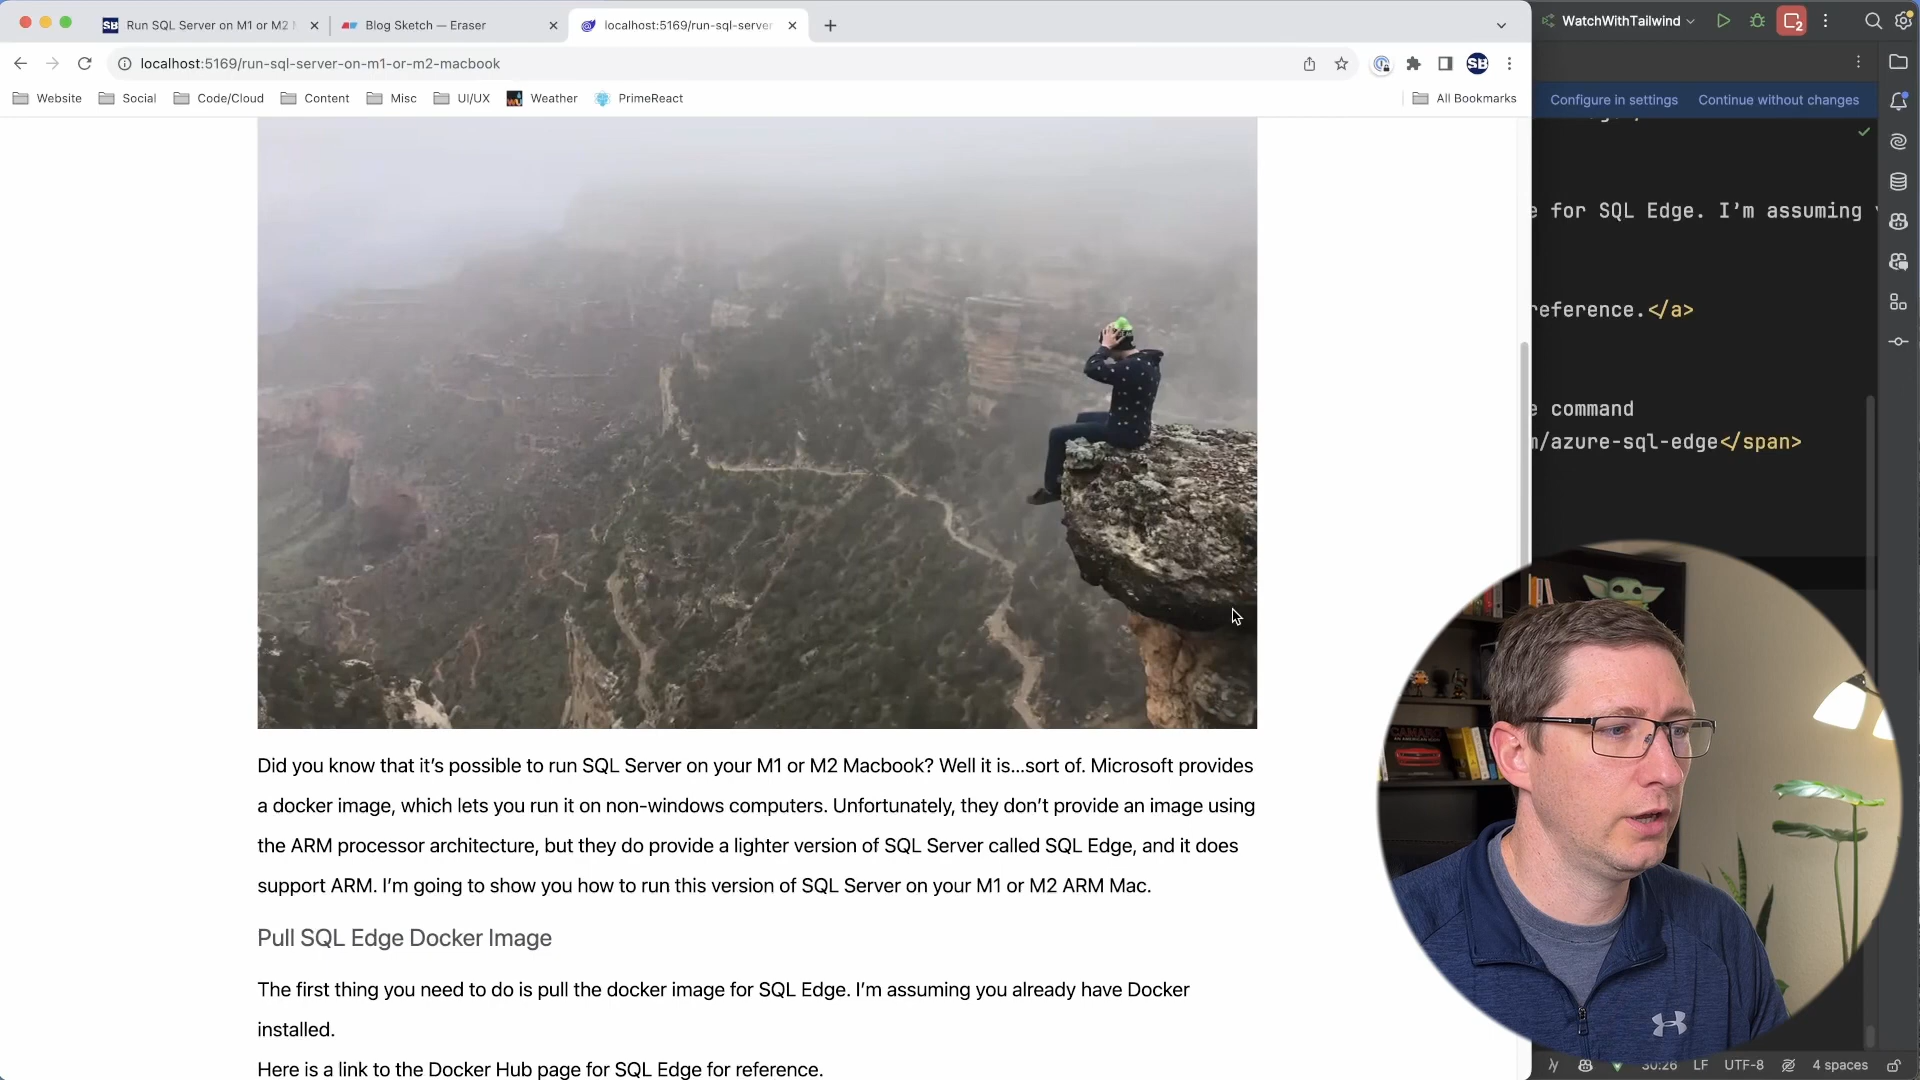 Run SQL Server on M1 or M2
Blog Sketch — Eraser
localhost:5169/run-sql-server
WatchWithTailwind
2
localhost:5169/run-sql-server-on-m1-or-m2-macbook
SB
Website
Social
Code/Cloud
Content
Misc
UI/UX
Weather
PrimeReact
All Bookmarks
Configure in settings
Continue without changes
e for SQL Edge. I'm assuming
reference.</a>
e command
/azure-sql-edge</span>
Did you know that it's possible to run SQL Server on your M1 or M2 Macbook? Well it is...sort of. Microsoft provides
a docker image, which lets you run it on non-windows computers. Unfortunately, they don't provide an image using
the ARM processor architecture, but they do provide a lighter version of SQL Server called SQL Edge, and it does
support ARM. I'm going to show you how to run this version of SQL Server on your M1 or M2 ARM Mac.
Pull SQL Edge Docker Image
The first thing you need to do is pull the docker image for SQL Edge. I'm assuming you already have Docker
installed.
Here is a link to the Docker Hub page for SQL Edge for reference.
CAMARO
30:26
LF
UTF-8
4 spaces